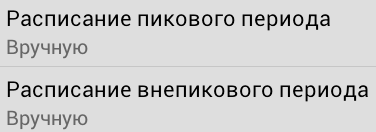 Расписание пикового периода
Вручную
Расписание внепикового периода
Вручную